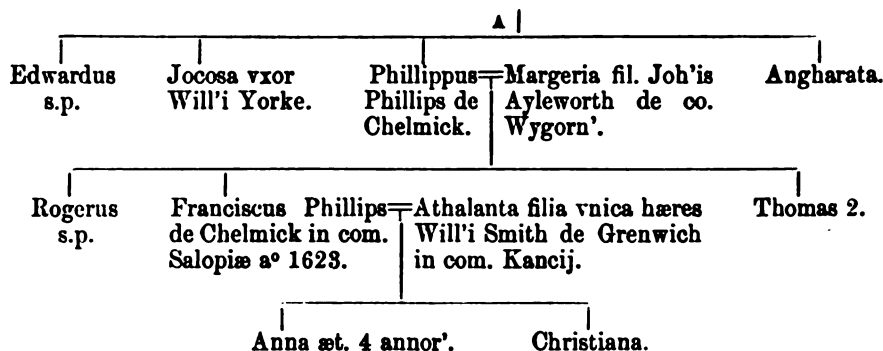 A
Edwardus
s.p.
Jocosa vxor
Will'i Yorke.
Phillippus
Phillips de
Chelmick.
Margeria fil. Joh'is
Ayleworth de co.
Wygorn'.
Angharata.
Rogerus
s.p.
Franciscus Phillips
de Chelmick in com.
Salopiæ aº 1623.
Athalanta filia vnica hæres
Will'i Smith de Grenwich
in com. Kancij.
Thomas 2.
Anna æt. 4 annor'.
Christiana.